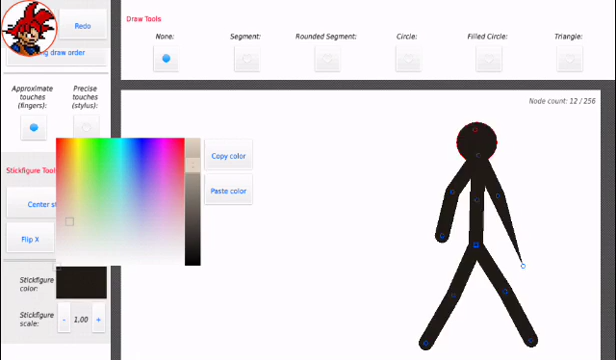 Redo
draw order
Approximate
touches
(fingers):
Precise
touches
(stylus):
Stickfigure Tool
Center st
Flip X
Stickfigure
color:
Stickfigure
scale:
-
1.00
+
Copy color
Paste color
Draw Tools
None:
Segment:
Rounded Segment:
Circle:
Filled Circle:
Triangle:
Node count: 12 / 256